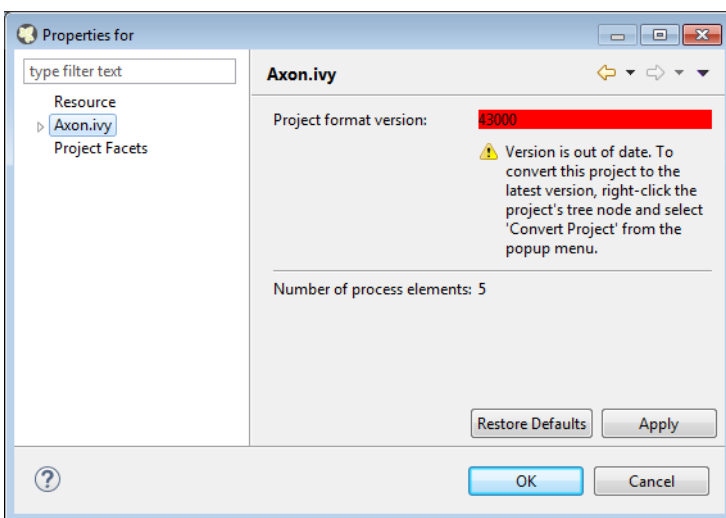 Properties for
type filter text
Resource
Axon.ivy
Project Facets
Axon.ivy
Project format version: 43000
Version is out of date. To
convert this project to the
latest version, right-click the
project's tree node and select
'Convert Project' from the
popup menu.
Number of process elements: 5
Restore Defaults Apply
OK Cancel